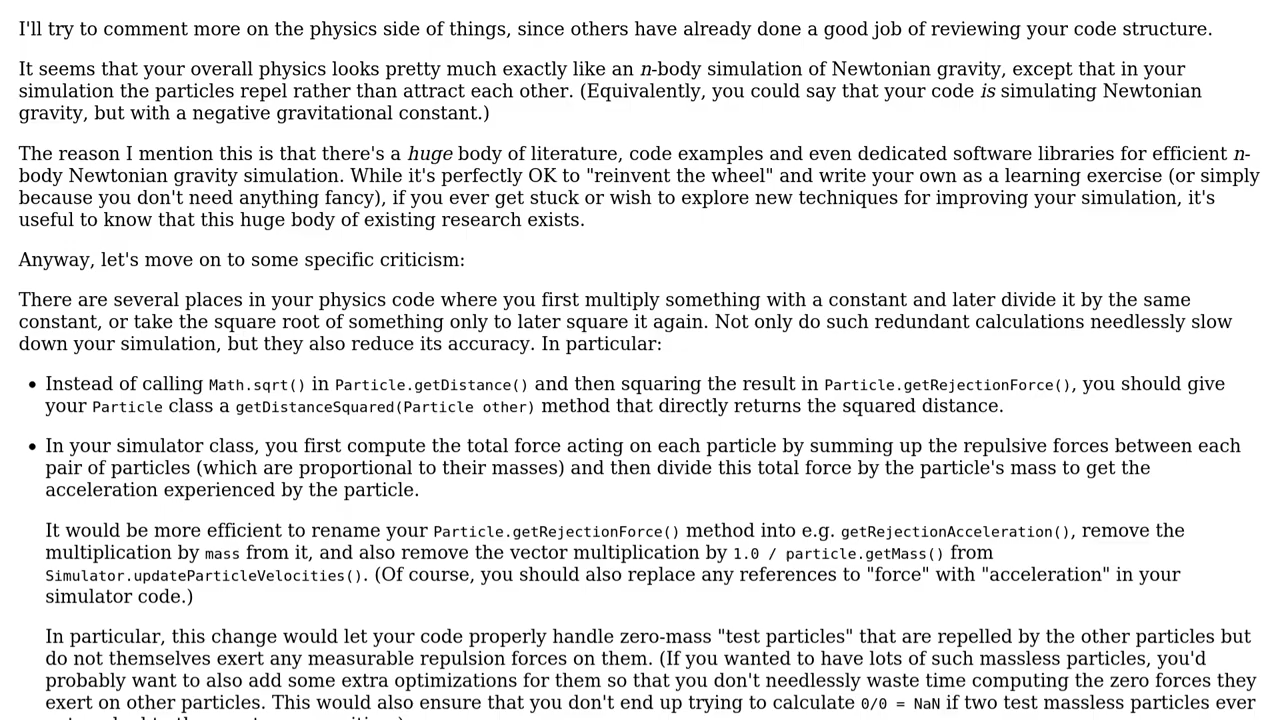 I'll try to comment more on the physics side of things, since others have already done a good job of reviewing your code structure.
It seems that your overall physics looks pretty much exactly like an n-body simulation of Newtonian gravity, except that in your
simulation the particles repel rather than attract each other. (Equivalently, you could say that your code is simulating Newtonian
gravity, but with a negative gravitational constant.)
The reason I mention this is that there's a huge body of literature, code examples and even dedicated software libraries for efficient n-
body Newtonian gravity simulation. While it's perfectly OK to "reinvent the wheel" and write your own as a learning exercise (or simply
because you don't need anything fancy), if you ever get stuck or wish to explore new techniques for improving your simulation, it's
useful to know that this huge body of existing research exists.
Anyway, let's move on to some specific criticism:
There are several places in your physics code where you first multiply something with a constant and later divide it by the same
constant, or take the square root of something only to later square it again. Not only do such redundant calculations needlessly slow
down your simulation, but they also reduce its accuracy. In particular:
• Instead of calling Math.sqrt() in Particle.getDistance() and then squaring the result in Particle.getRejectionForce(), you should give
your Particle class a getDistanceSquared(Particle other) method that directly returns the squared distance.
• In your simulator class, you first compute the total force acting on each particle by summing up the repulsive forces between each
pair of particles (which are proportional to their masses) and then divide this total force by the particle's mass to get the
acceleration experienced by the particle.
It would be more efficient to rename your Particle.getRejectionForce() method into e.g. getRejectionAcceleration(), remove the
multiplication by mass from it, and also remove the vector multiplication by 1.0 / particle.getMass() from
Simulator.updateParticleVelocities(). (Of course, you should also replace any references to "force" with "acceleration" in your
simulator code.)
In particular, this change would let your code properly handle zero-mass "test particles" that are repelled by the other particles but
do not themselves exert any measurable repulsion forces on them. (If you wanted to have lots of such massless particles, you'd
probably want to also add some extra optimizations for them so that you don't needlessly waste time computing the zero forces they
exert on other particles. This would also ensure that you don't end up trying to calculate 0/0 = NaN if two test massless particles ever